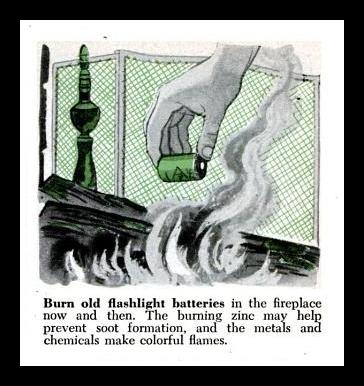 Burn old flashlight batteries in the fireplace
now and then. The burning zinc may help
prevent soot formation, and the metals and
chemicals make colorful flames.